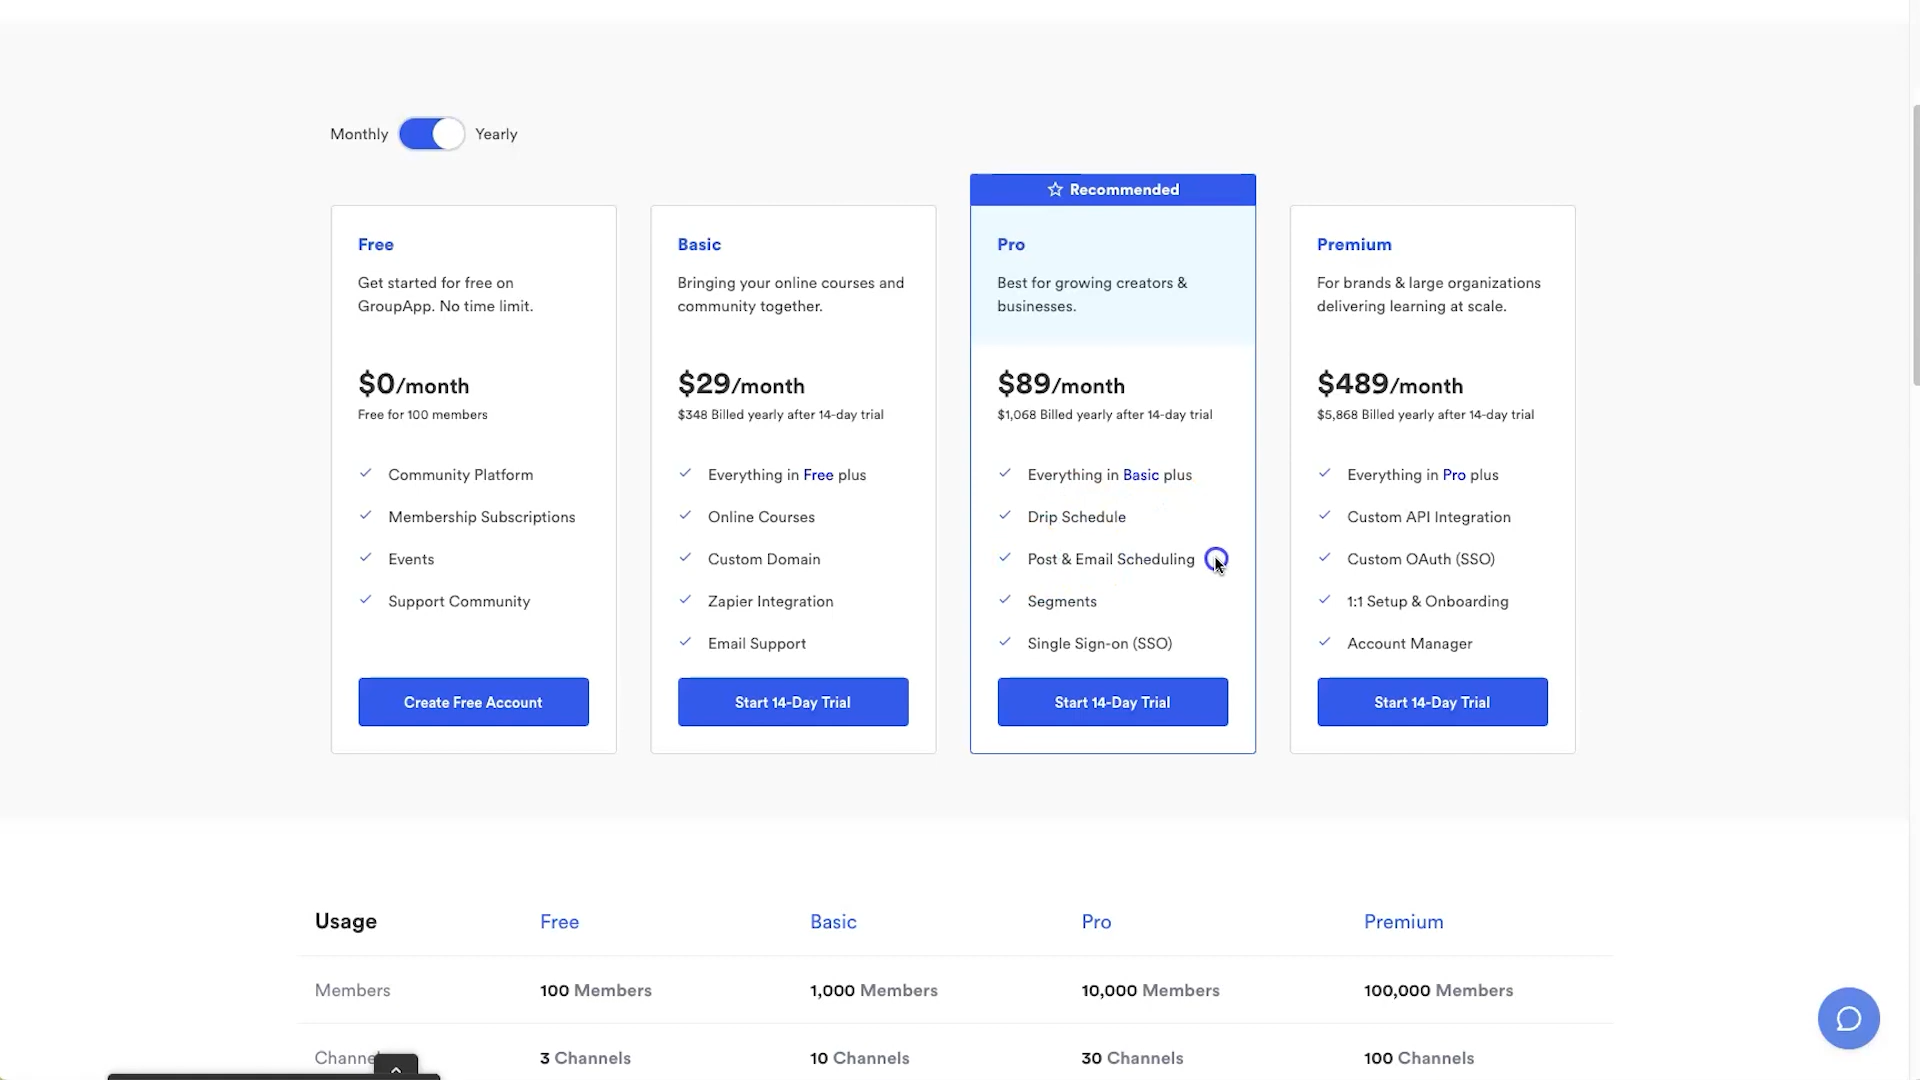 Monthly Yearly
Recommended
Free
Get started for free on
GroupApp. No time limit.
$0/month
Free for 100 members
Community Platform
Membership Subscriptions
Events
Support Community
Create Free Account
Basic
Bringing your online courses and
community together.
$29/month
$348 Billed yearly after 14-day trial
Everything in Free plus
Online Courses
Custom Domain
Zapier Integration
Email Support
Start 14-Day Trial
Pro
Best for growing creators &
businesses.
$89/month
$1,068 Billed yearly after 14-day trial
Everything in Basic plus
Drip Schedule
Post & Email Scheduling
Segments
Single Sign-on (SSO)
Start 14-Day Trial
Premium
For brands & large organizations
delivering learning at scale.
$489/month
$5,868 Billed yearly after 14-day trial
Everything in Pro plus
Custom API Integration
Custom OAuth (SSO)
1:1 Setup & Onboarding
Account Manager
Start 14-Day Trial
Usage Free Basic Pro Premium
Members 100 Members 1,000 Members 10,000 Members 100,000 Members
Channe 3 Channels 10 Channels 30 Channels 100 Channels